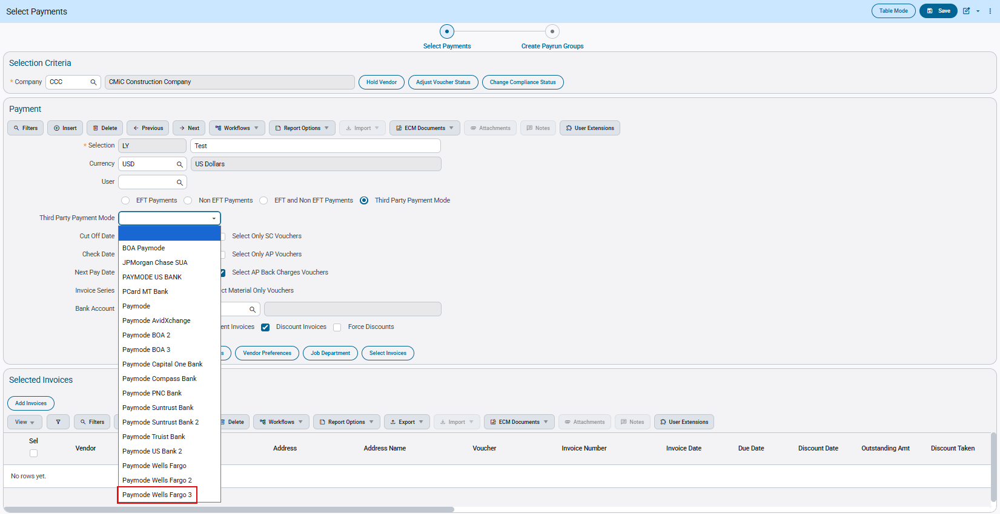 Select Payments
Table Mode
Save
Select Payments
Create Payrun Groups
Selection Criteria
* Company CCC CMiC Construction Company Hold Vendor Adjust Voucher Status Change Compliance Status
Payment
Filters Insert Delete Previous Next Workflows Report Options Import ECM Documents Attachments Notes User Extensions
* Selection LY Test
Currency USD US Dollars
User
EFT Payments Non EFT Payments EFT and Non EFT Payments Third Party Payment Mode
Third Party Payment Mode
Cut Off Date Select Only SC Vouchers
BOA Paymode
Check Date Select Only AP Vouchers
JPMorgan Chase SUA
Next Pay Date Select AP Back Charges Vouchers
PAYMODE US BANK
Invoice Series ct Material Only Vouchers
PCard MT Bank
Bank Account
Paymode
Paymode AvidXchange
ent Invoices Discount Invoices Force Discounts
Paymode BOA 2
Paymode BOA 3
s Vendor Preferences Job Department Select Invoices
Paymode Capital One Bank
Selected Invoices
Paymode Compass Bank
Paymode PNC Bank
Add Invoices
Paymode Suntrust Bank
View Filters Delete Workflows Report Options Export Import ECM Documents Attachments Notes User Extensions
Paymode Suntrust Bank 2
Paymode Truist Bank
Sel Vendor Address Address Name Voucher Invoice Number Invoice Date Due Date Discount Date Outstanding Amt Discount Taken
Paymode US Bank 2
Paymode Wells Fargo
No rows yet.
Paymode Wells Fargo 2
Paymode Wells Fargo 3